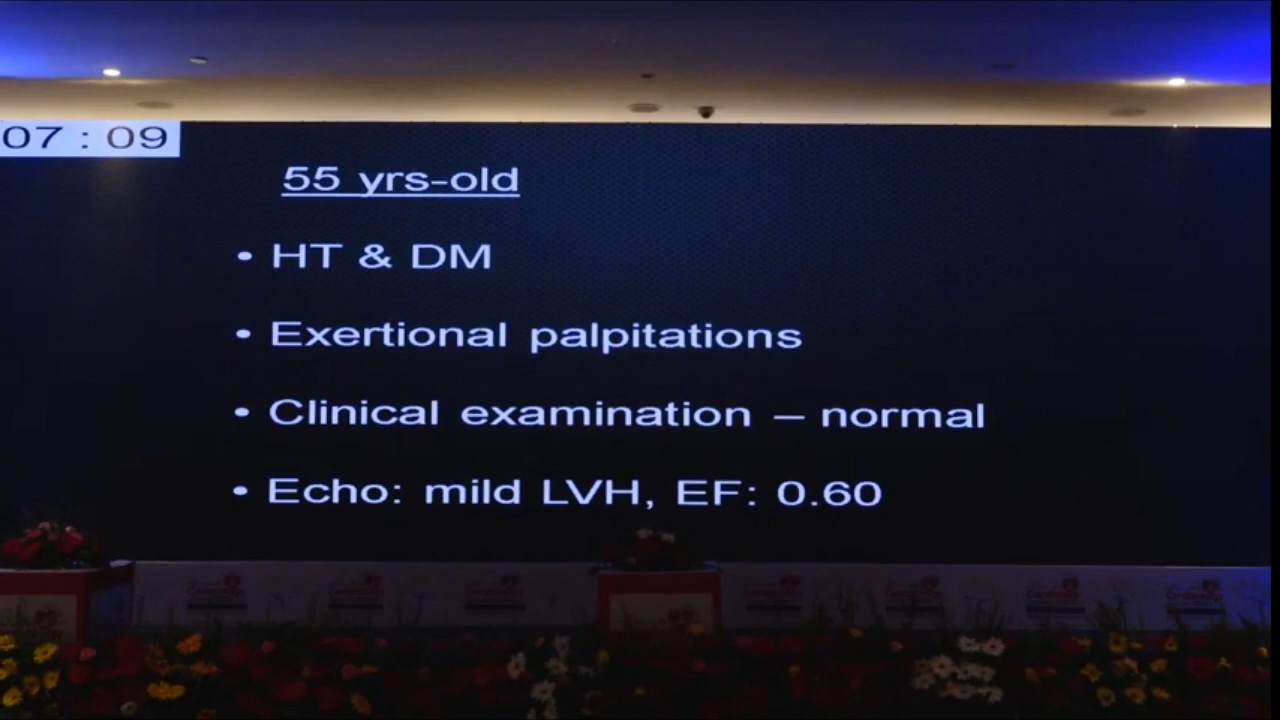 07 : 09
55 yrs-old
• HT & DM
• Exertional palpitations
• Clinical examination – normal
• Echo: mild LVH, EF: 0.60